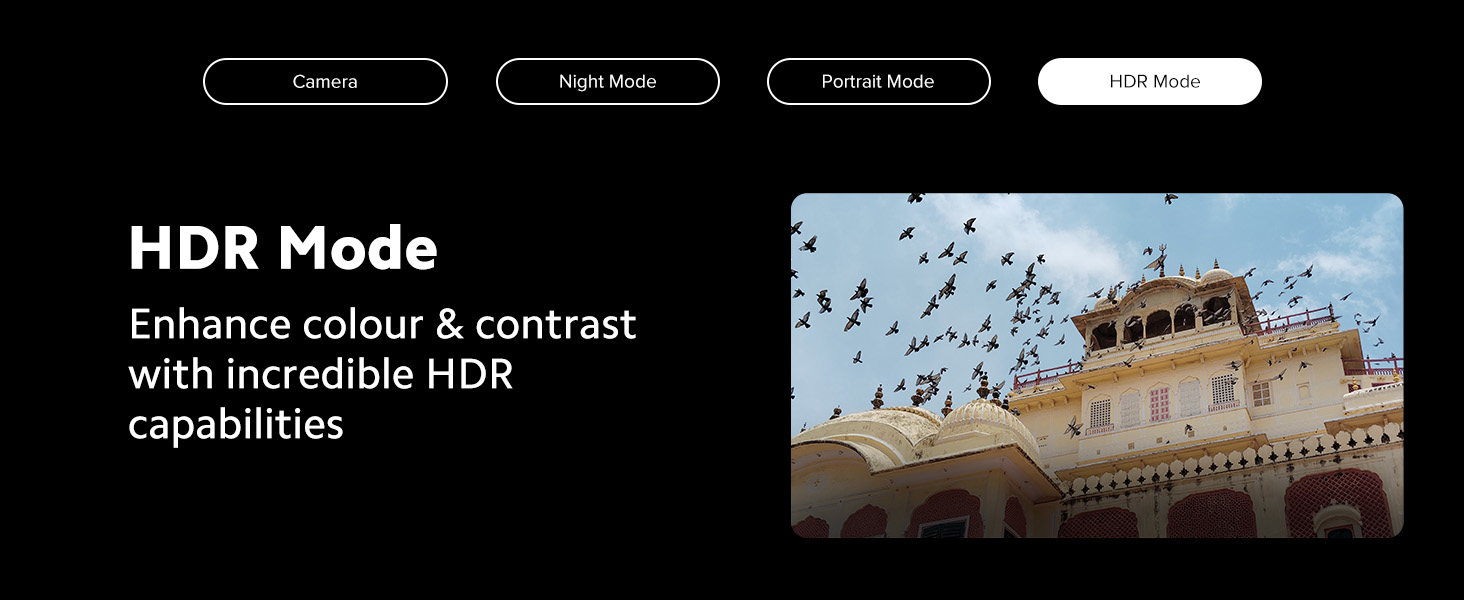 Camera
Night Mode
Portrait Mode
HDR Mode
HDR Mode
Enhance colour & contrast
with incredible HDR
capabilities